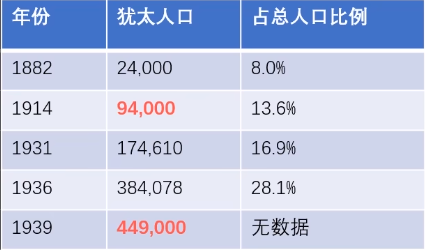 年份 犹太人口 占总人口比例
1882 24,000 8.0%
1914 94,000 13.6%
1931 174,610 16.9%
1936 384,078 28.1%
1939 449,000 无数据